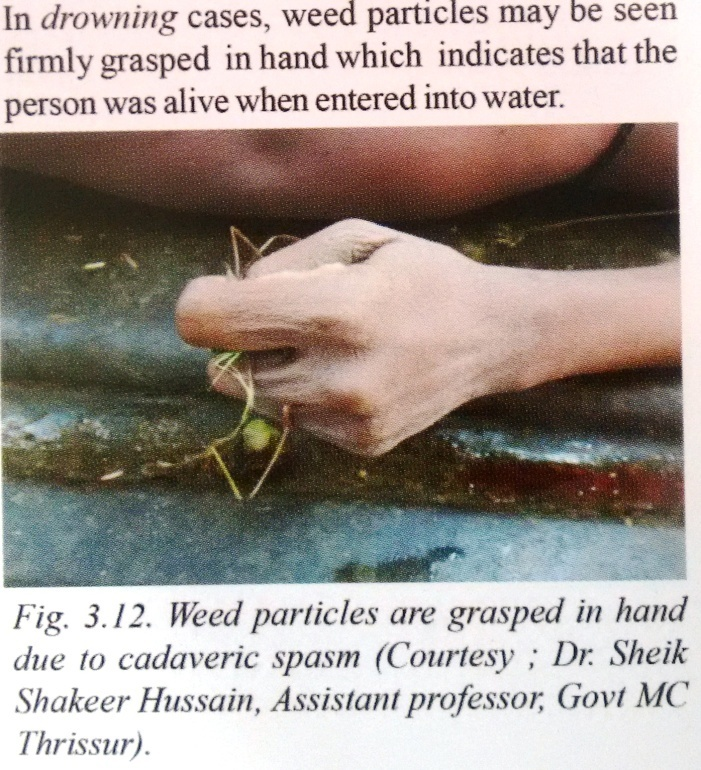 In drowning cases, weed particles may be seen
firmly grasped in hand which indicates that the
person was alive when entered into water.
Fig. 3.12. Weed particles are grasped in hand
due to cadaveric spasm (Courtesy ; Dr. Sheik
Shakeer Hussain, Assistant professor, Govt MC
Thrissur).